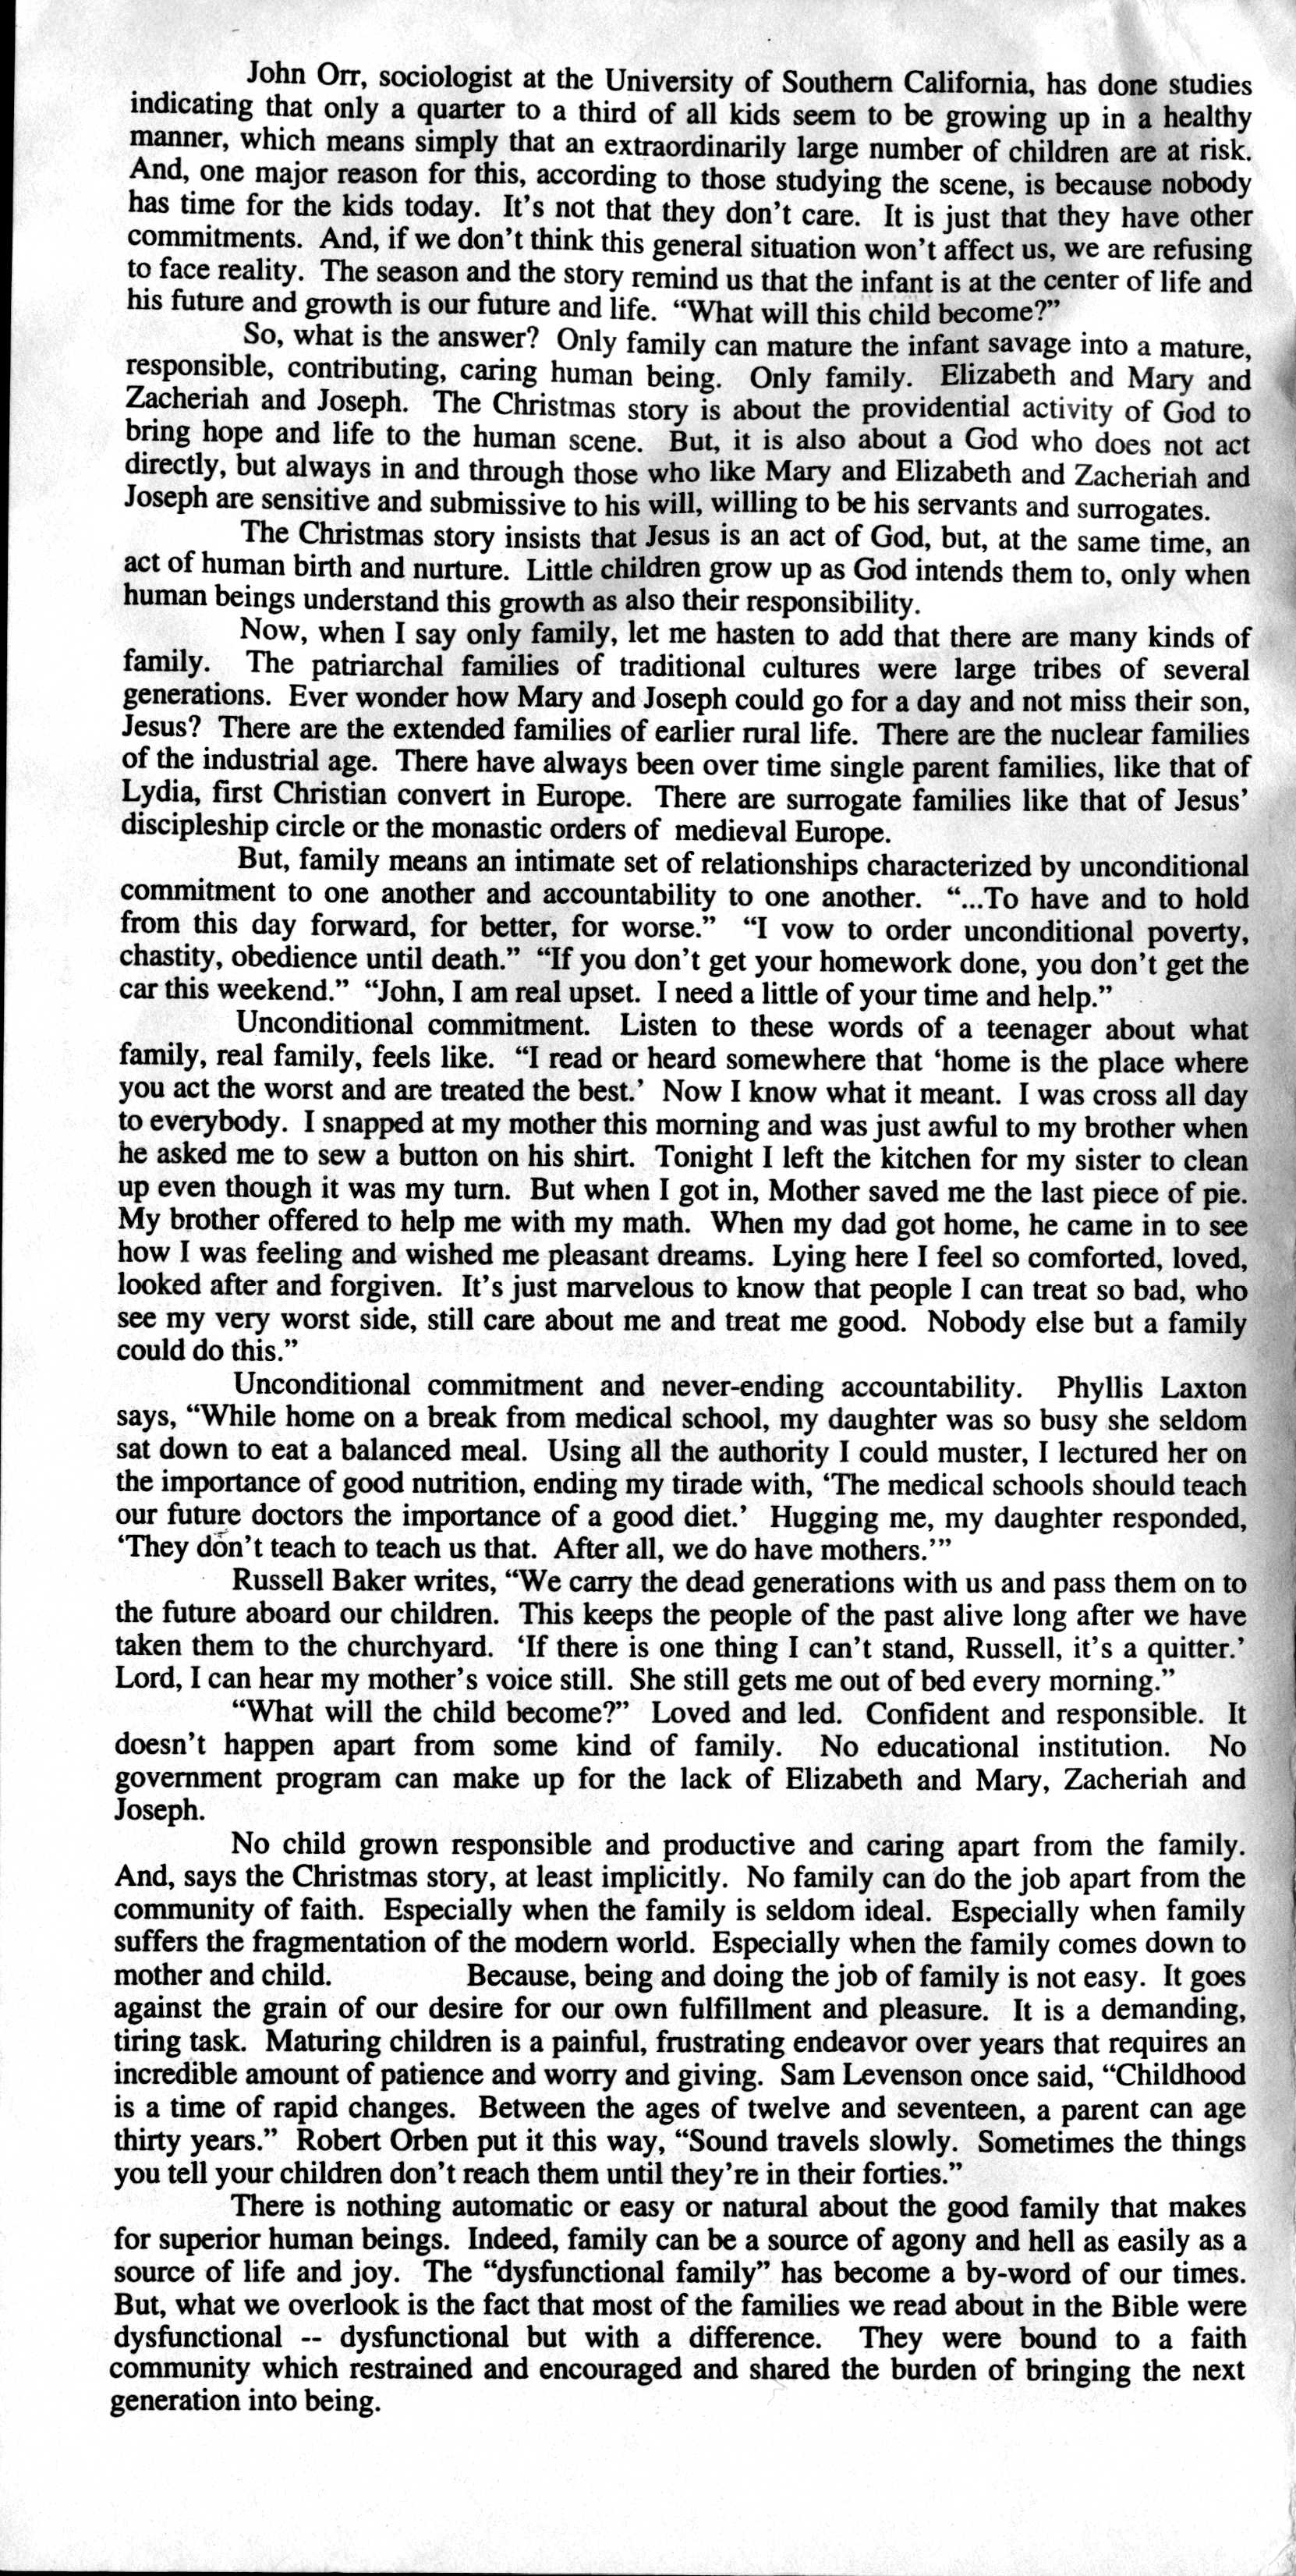 John Orr, sociologist at the University of Southern California, has done studies
indicating that only a quarter to a third of all kids seem to be growing up in a healthy
manner, which means simply that an extraordinarily large number of children are at risk.
And, one major reason for this, according to those studying the scene, is because nobody
has time for the kids today. It's not that they don't care. It is just that they have other
commitments. And, if we don't think this general situation won't affect us, we are refusing
to face reality. The season and the story remind us that the infant is at the center of life and
his future and growth is our future and life. “What will this child become?”
So, what is the answer? Only family can mature the infant savage into a mature,
responsible, contributing, caring human being. Only family. Elizabeth and Mary and
Zacheriah and Joseph. The Christmas story is about the providential activity of God to
bring hope and life to the human scene. But, it is also about a God who does not act
directly, but always in and through those who like Mary and Elizabeth and Zacheriah and
Joseph are sensitive and submissive to his will, willing to be his servants and surrogates.
The Christmas story insists that Jesus is an act of God, but, at the same time, an
act of human birth and nurture. Little children grow up as God intends them to, only when
human beings understand this growth as also their responsibility.
Now, when I say only family, let me hasten to add that there are many kinds of
family. The patriarchal families of traditional cultures were large tribes of several
generations. Ever wonder how Mary and Joseph could go for a day and not miss their son,
Jesus? There are the extended families of earlier rural life. There are the nuclear families
of the industrial age. There have always been over time single parent families, like that of
Lydia, first Christian convert in Europe. There are surrogate families like that of Jesus'
discipleship circle or the monastic orders of medieval Europe.
But, family means an intimate set of relationships characterized by unconditional
commitment to one another and accountability to one another. “...To have and to hold
from this day forward, for better, for worse.” “I vow to order unconditional poverty,
chastity, obedience until death.” “If you don't get your homework done, you don't get the
car this weekend.” “John, I am real upset. I need a little of your time and help.”
Unconditional commitment. Listen to these words of a teenager about what
family, real family, feels like. “I read or heard somewhere that ‘home is the place where
you act the worst and are treated the best.’ Now I know what it meant. I was cross all day
to everybody. I snapped at my mother this morning and was just awful to my brother when
he asked me to sew a button on his shirt. Tonight I left the kitchen for my sister to clean
up even though it was my turn. But when I got in, Mother saved me the last piece of pie.
My brother offered to help me with my math. When my dad got home, he came in to see
how I was feeling and wished me pleasant dreams. Lying here I feel so comforted, loved,
looked after and forgiven. It's just marvelous to know that people I can treat so bad, who
see my very worst side, still care about me and treat me good. Nobody else but a family
could do this.”
Unconditional commitment and never-ending accountability. Phyllis Laxton
says, “While home on a break from medical school, my daughter was so busy she seldom
sat down to eat a balanced meal. Using all the authority I could muster, I lectured her on
the importance of good nutrition, ending my tirade with, ‘The medical schools should teach
our future doctors the importance of a good diet.’ Hugging me, my daughter responded,
‘They don't teach to teach us that. After all, we do have mothers.’”
Russell Baker writes, “We carry the dead generations with us and pass them on to
the future aboard our children. This keeps the people of the past alive long after we have
taken them to the churchyard. ‘If there is one thing I can't stand, Russell, it's a quitter.’
Lord, I can hear my mother's voice still. She still gets me out of bed every morning.”
“What will the child become?” Loved and led. Confident and responsible. It
doesn't happen apart from some kind of family. No educational institution. No
government program can make up for the lack of Elizabeth and Mary, Zacheriah and
Joseph.
No child grown responsible and productive and caring apart from the family.
And, says the Christmas story, at least implicitly. No family can do the job apart from the
community of faith. Especially when the family is seldom ideal. Especially when family
suffers the fragmentation of the modern world. Especially when the family comes down to
mother and child. Because, being and doing the job of family is not easy. It goes
against the grain of our desire for our own fulfillment and pleasure. It is a demanding,
tiring task. Maturing children is a painful, frustrating endeavor over years that requires an
incredible amount of patience and worry and giving. Sam Levenson once said, “Childhood
is a time of rapid changes. Between the ages of twelve and seventeen, a parent can age
thirty years.” Robert Orben put it this way, “Sound travels slowly. Sometimes the things
you tell your children don't reach them until they're in their forties.”
There is nothing automatic or easy or natural about the good family that makes
for superior human beings. Indeed, family can be a source of agony and hell as easily as a
source of life and joy. The “dysfunctional family” has become a by-word of our times.
But, what we overlook is the fact that most of the families we read about in the Bible were
dysfunctional -- dysfunctional but with a difference. They were bound to a faith
community which restrained and encouraged and shared the burden of bringing the next
generation into being.